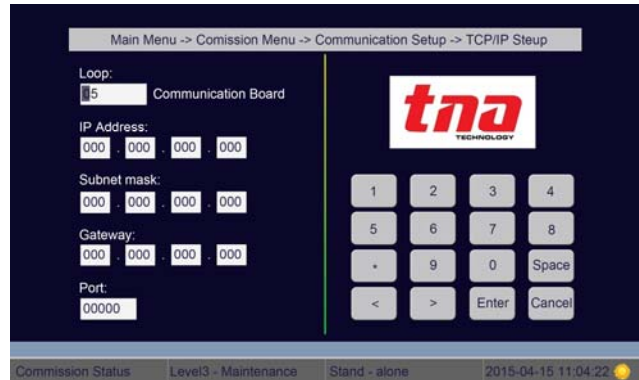 Main Menu -> Comission Menu -> Communication Setup -> TCP/IP Steup
Loop:
05 Communication Board
IP Address:
000 . 000 . 000 . 000
Subnet mask:
000 . 000 . 000 . 000
Gateway:
000 . 000 . 000 . 000
Port:
00000
tna
TECHNOLOGY
1 2 3 4
5 6 7 8
* 9 0 Space
< > Enter Cancel
Commission Status Level3 - Maintenance Stand - alone 2015-04-15 11:04:22